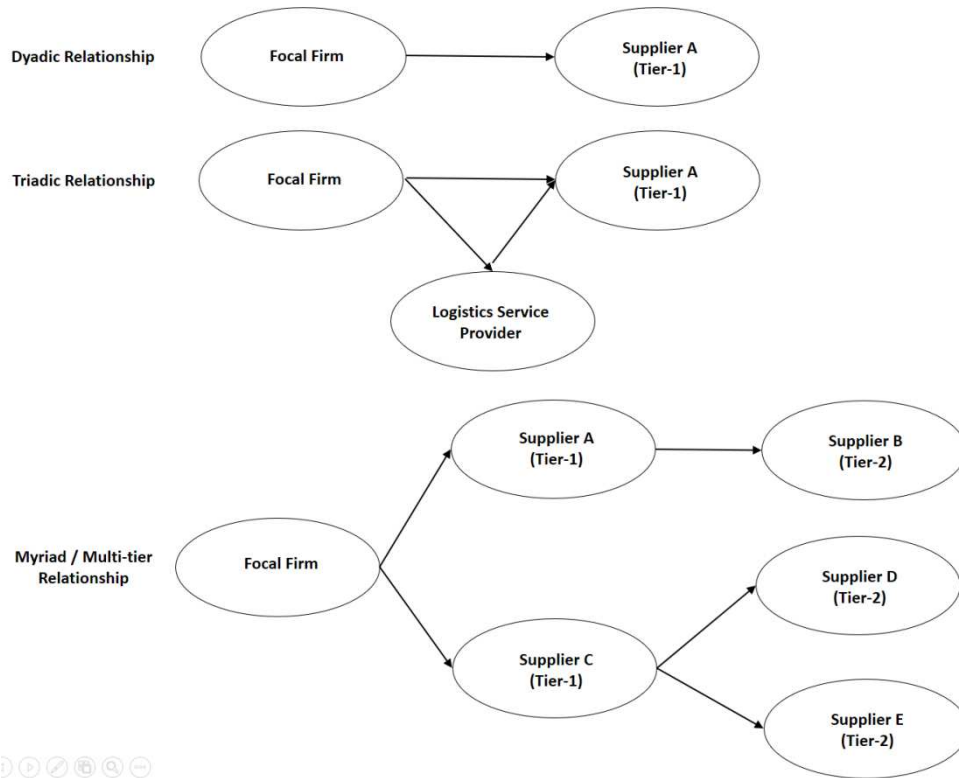 Dyadic Relationship
Focal Firm
Supplier A
(Tier-1)
Triadic Relationship
Focal Firm
Supplier A
(Tier-1)
Logistics Service
Provider
Supplier A
(Tier-1)
Supplier B
(Tier-2)
Myriad / Multi-tier
Relationship
Focal Firm
Supplier D
(Tier-2)
Supplier C
(Tier-1)
Supplier E
(Tier-2)